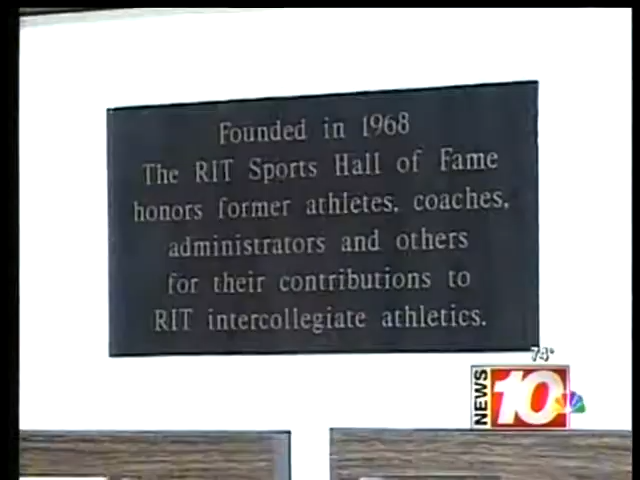 Founded in 1968
The RIT Sports Hall of Fame
honors former athletes, coaches,
administrators and others
for their contributions to
RIT intercollegiate athletics.
74°
NEWS 10